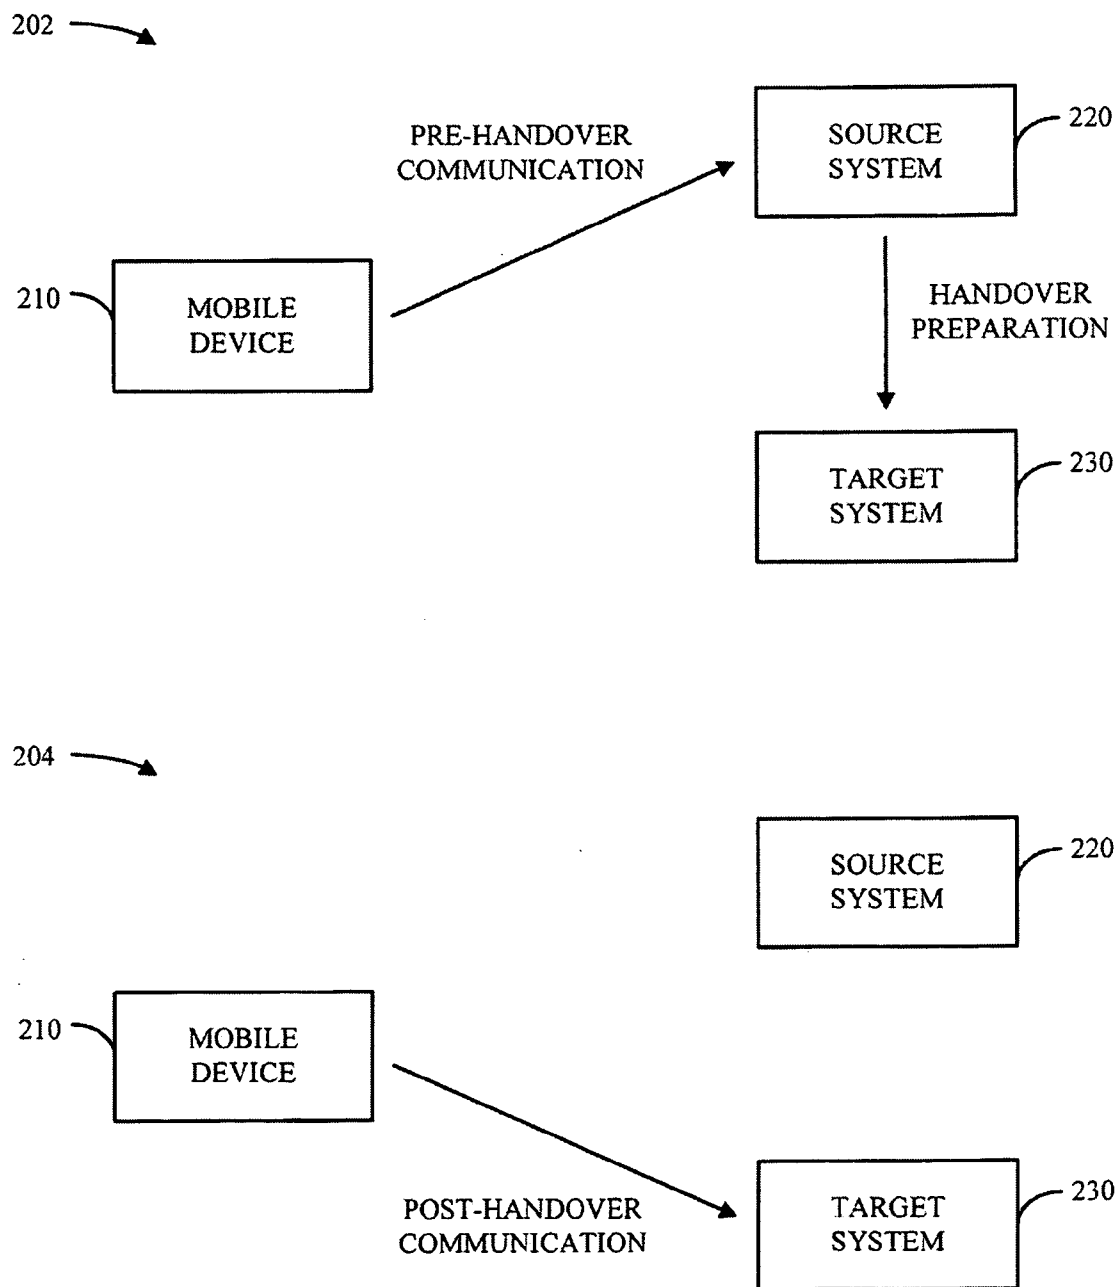 202
PRE-HANDOVER
COMMUNICATION
SOURCE
SYSTEM
220
210
MOBILE
DEVICE
HANDOVER
PREPARATION
TARGET
SYSTEM
230
204
SOURCE
SYSTEM
220
210
MOBILE
DEVICE
POST-HANDOVER
COMMUNICATION
TARGET
SYSTEM
230